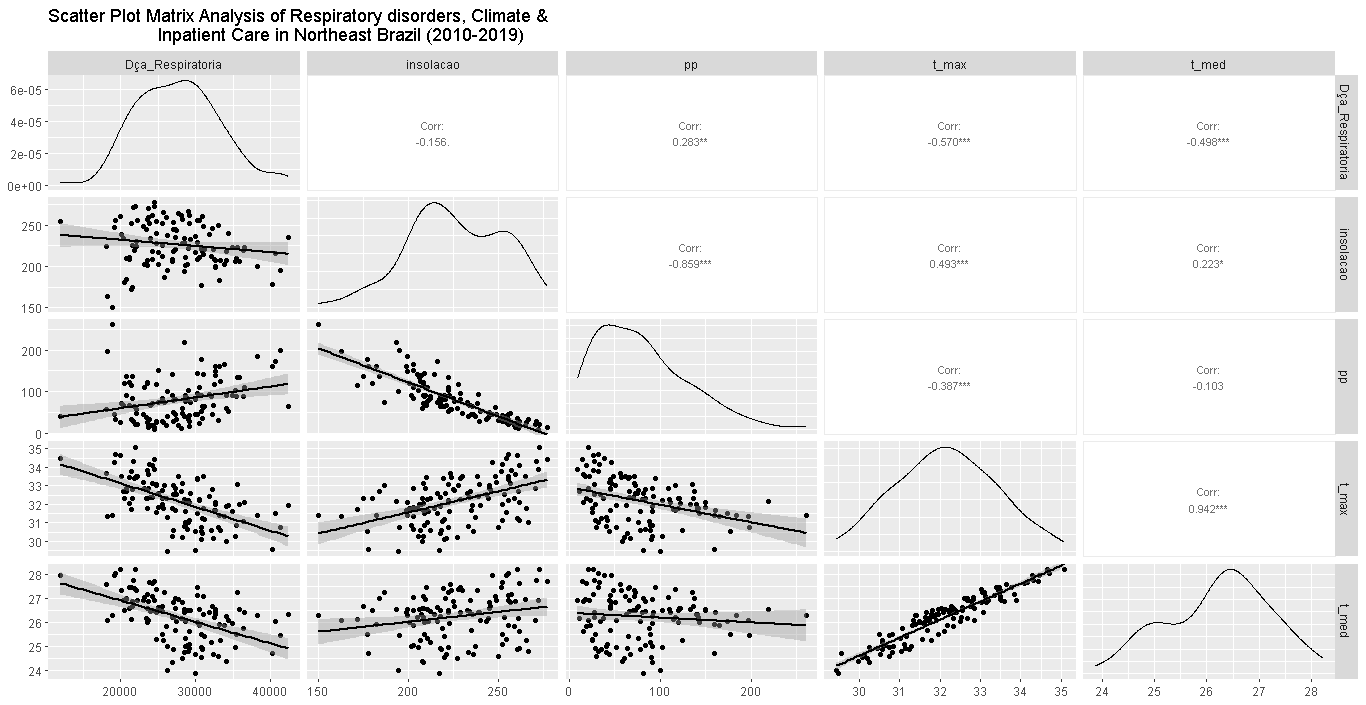 Scatter Plot Matrix Analysis of Respiratory disorders, Climate &
Inpatient Care in Northeast Brazil (2010-2019)
Dça_Respiratoria
insolacao
pp
t_max
t_med
6e-05
4e-05
2e-05
0e+00
Corr:
-0.156.
Corr:
0.283**
Corr:
-0.570***
Corr:
-0.498***
Dça_Respiratoria
250
200
150
Corr:
-0.859***
Corr:
0.493***
Corr:
0.223*
insolacao
200
100
0
Corr:
-0.387***
Corr:
-0.103
pp
35
34
33
32
31
30
Corr:
0.942***
t_max
28
27
26
25
24
t_med
20000 30000 40000
150 200 250
0 100 200
30 31 32 33 34 35
24 25 26 27 28